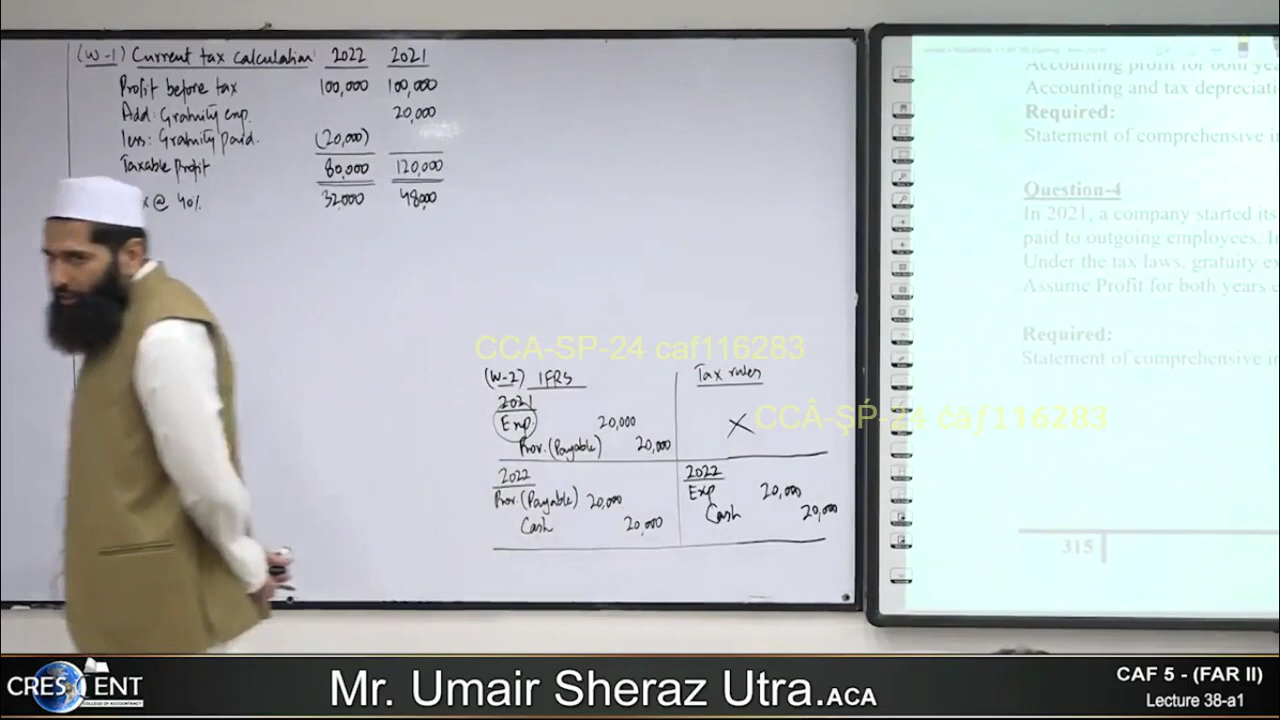 (W-1) Current tax calculation 2022 2021
Profit before tax 100,000 100,000
Add: Gratuity exp. 20,000
less: Gratuity paid. (20,000)
Taxable Profit 80,000 120,000
x @ 40% 32,000 48,000
CCA-SP-24 caf116283
(W-2) IFRS Tax rules
2021
Exp. 20,000
Prov. (Payable) 20,000
X
CCÂ-ŞṔ-24 ćaƒ116283
2022
Prov. (Payable) 20,000
Cash 20,000
2022
Exp 20,000
Cash 20,000
Accounting profit for both yea
Accounting and tax depreciati
Required:
Statement of comprehensive i
Question-4
In 2021, a company started its
paid to outgoing employees. I
Under the tax laws, gratuity ex
Assume Profit for both years
Required:
Statement of comprehensive i
315
CRESCENT
COLLEGE OF ACCOUNTANCY
Mr. Umair Sheraz Utra.ACA
CAF 5 - (FAR II)
Lecture 38-a1